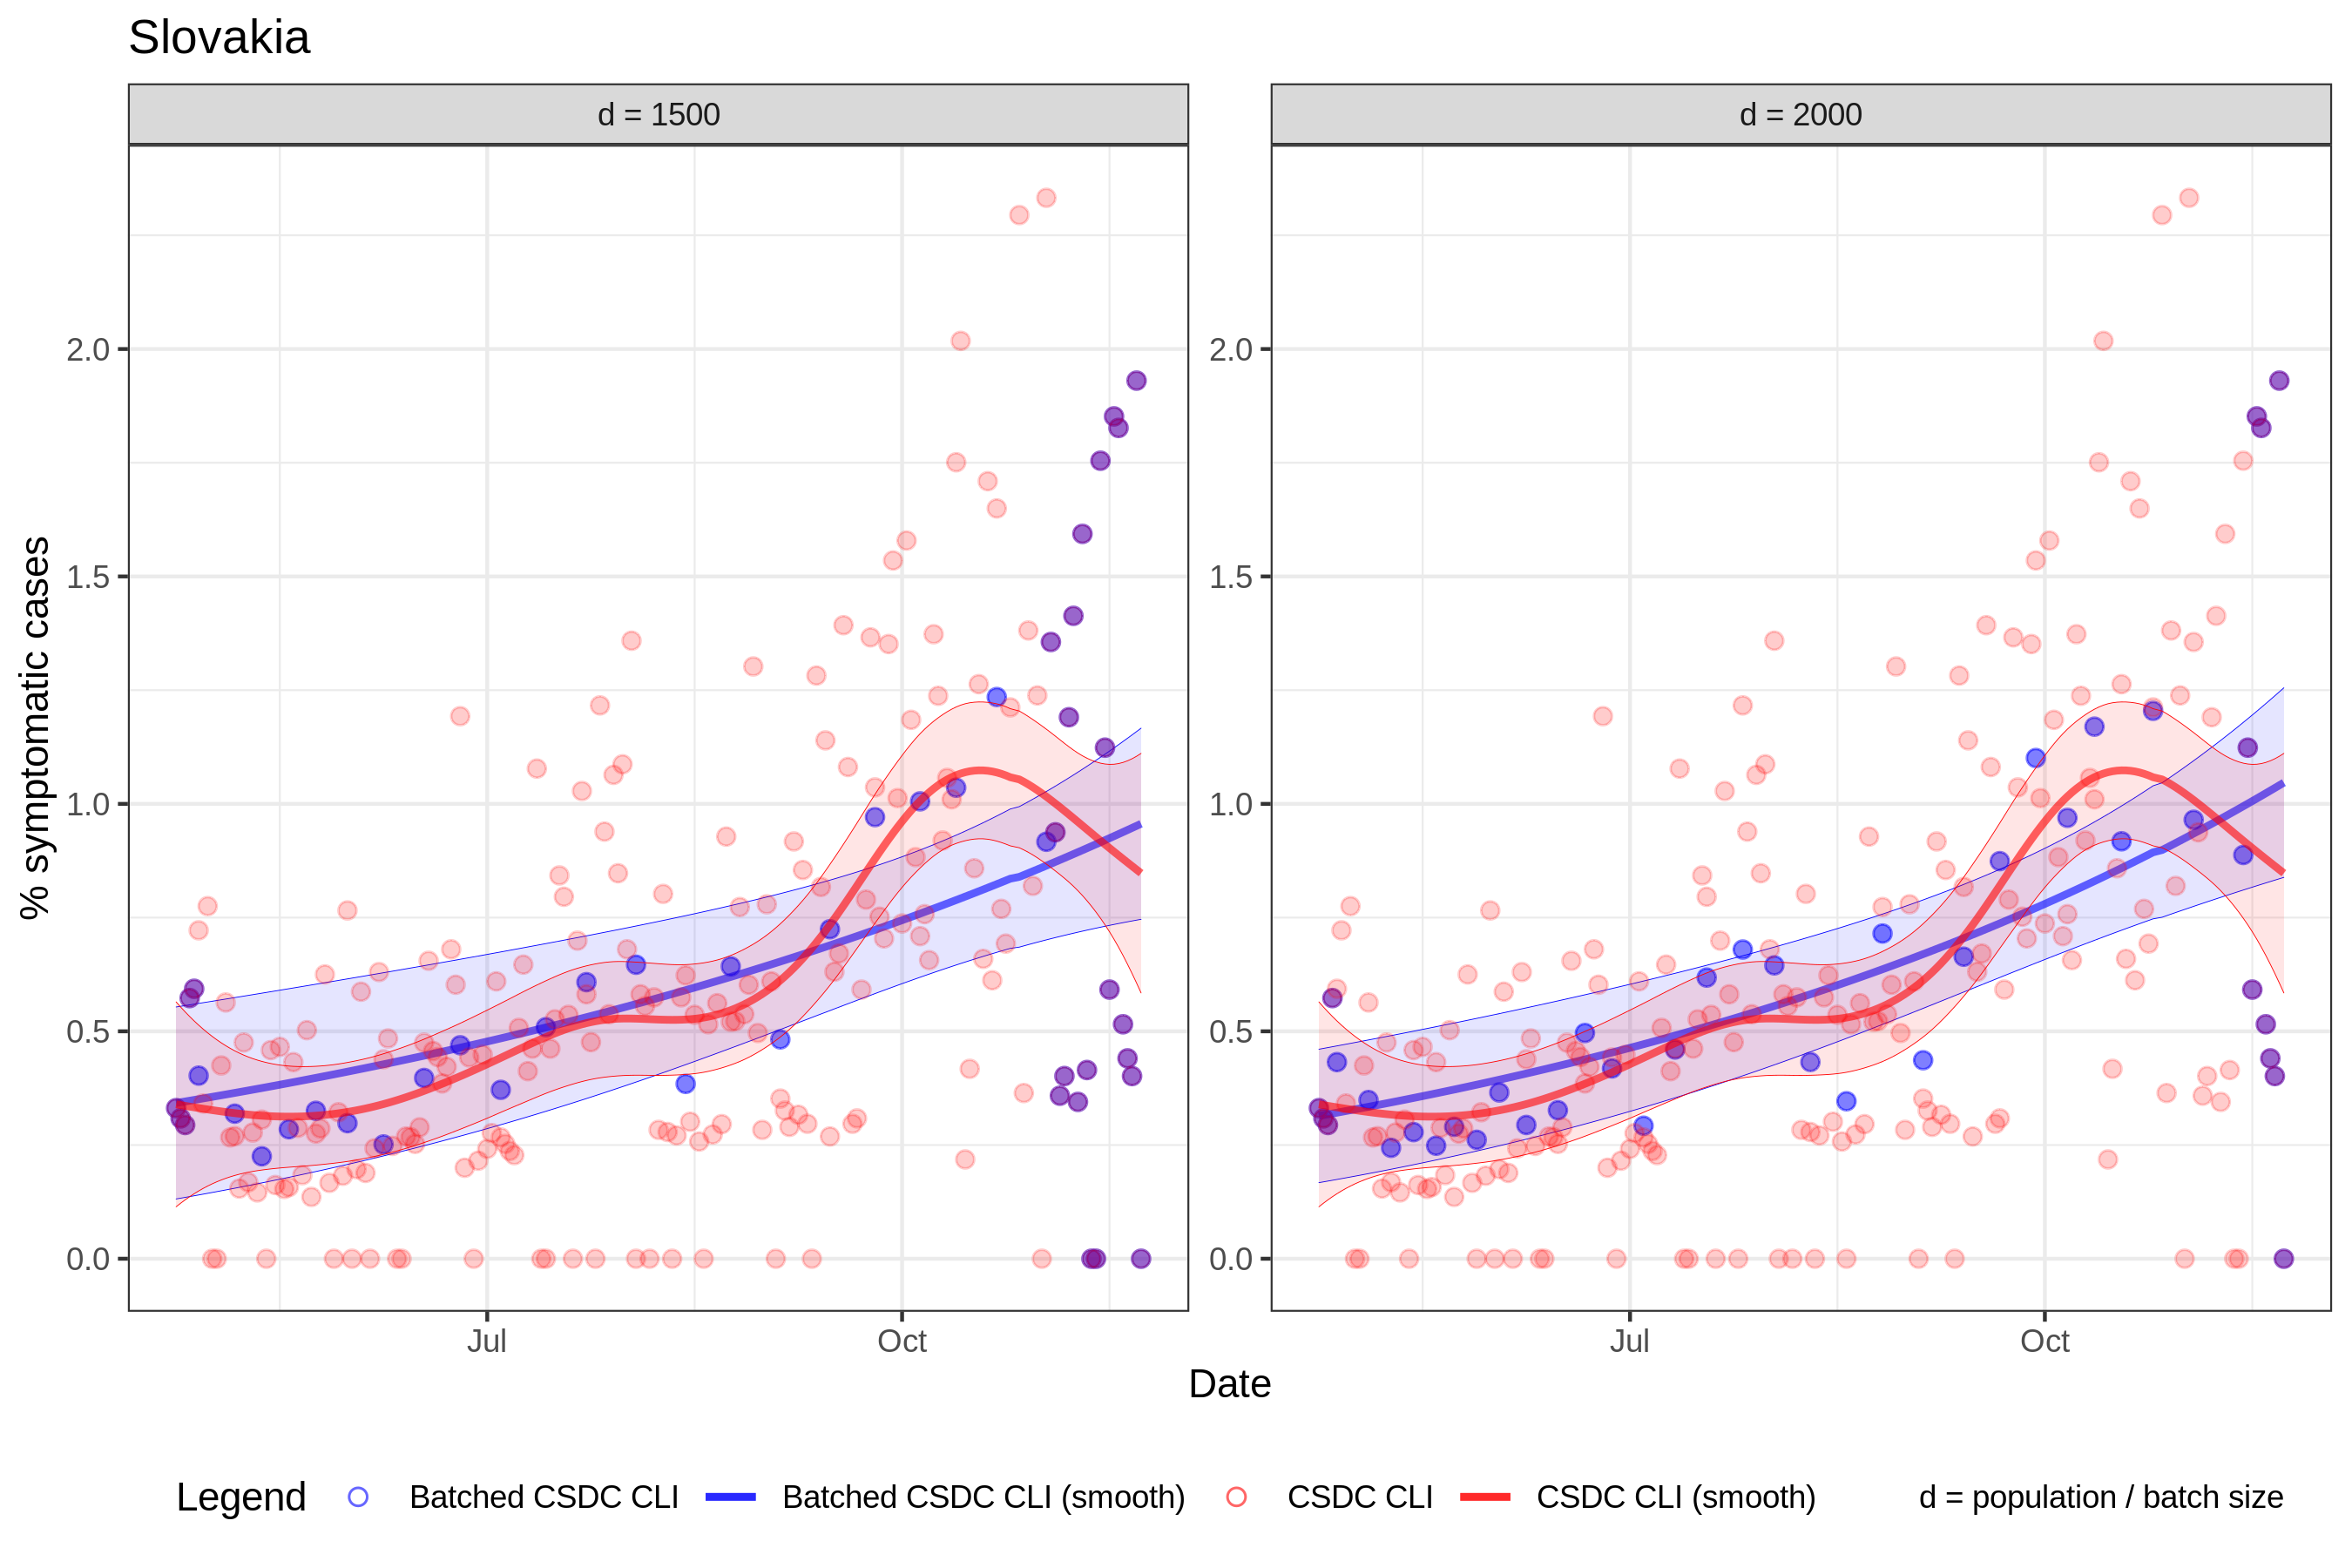 Slovakia
d = 1500
d = 2000
% symptomatic cases
2.0
1.5
1.0
0.5
0.0
2.0
1.5
1.0
0.5
0.0
Jul
Oct
Jul
Oct
Date
Legend
Batched CSDC CLI
Batched CSDC CLI (smooth)
CSDC CLI
CSDC CLI (smooth)
d = population / batch size